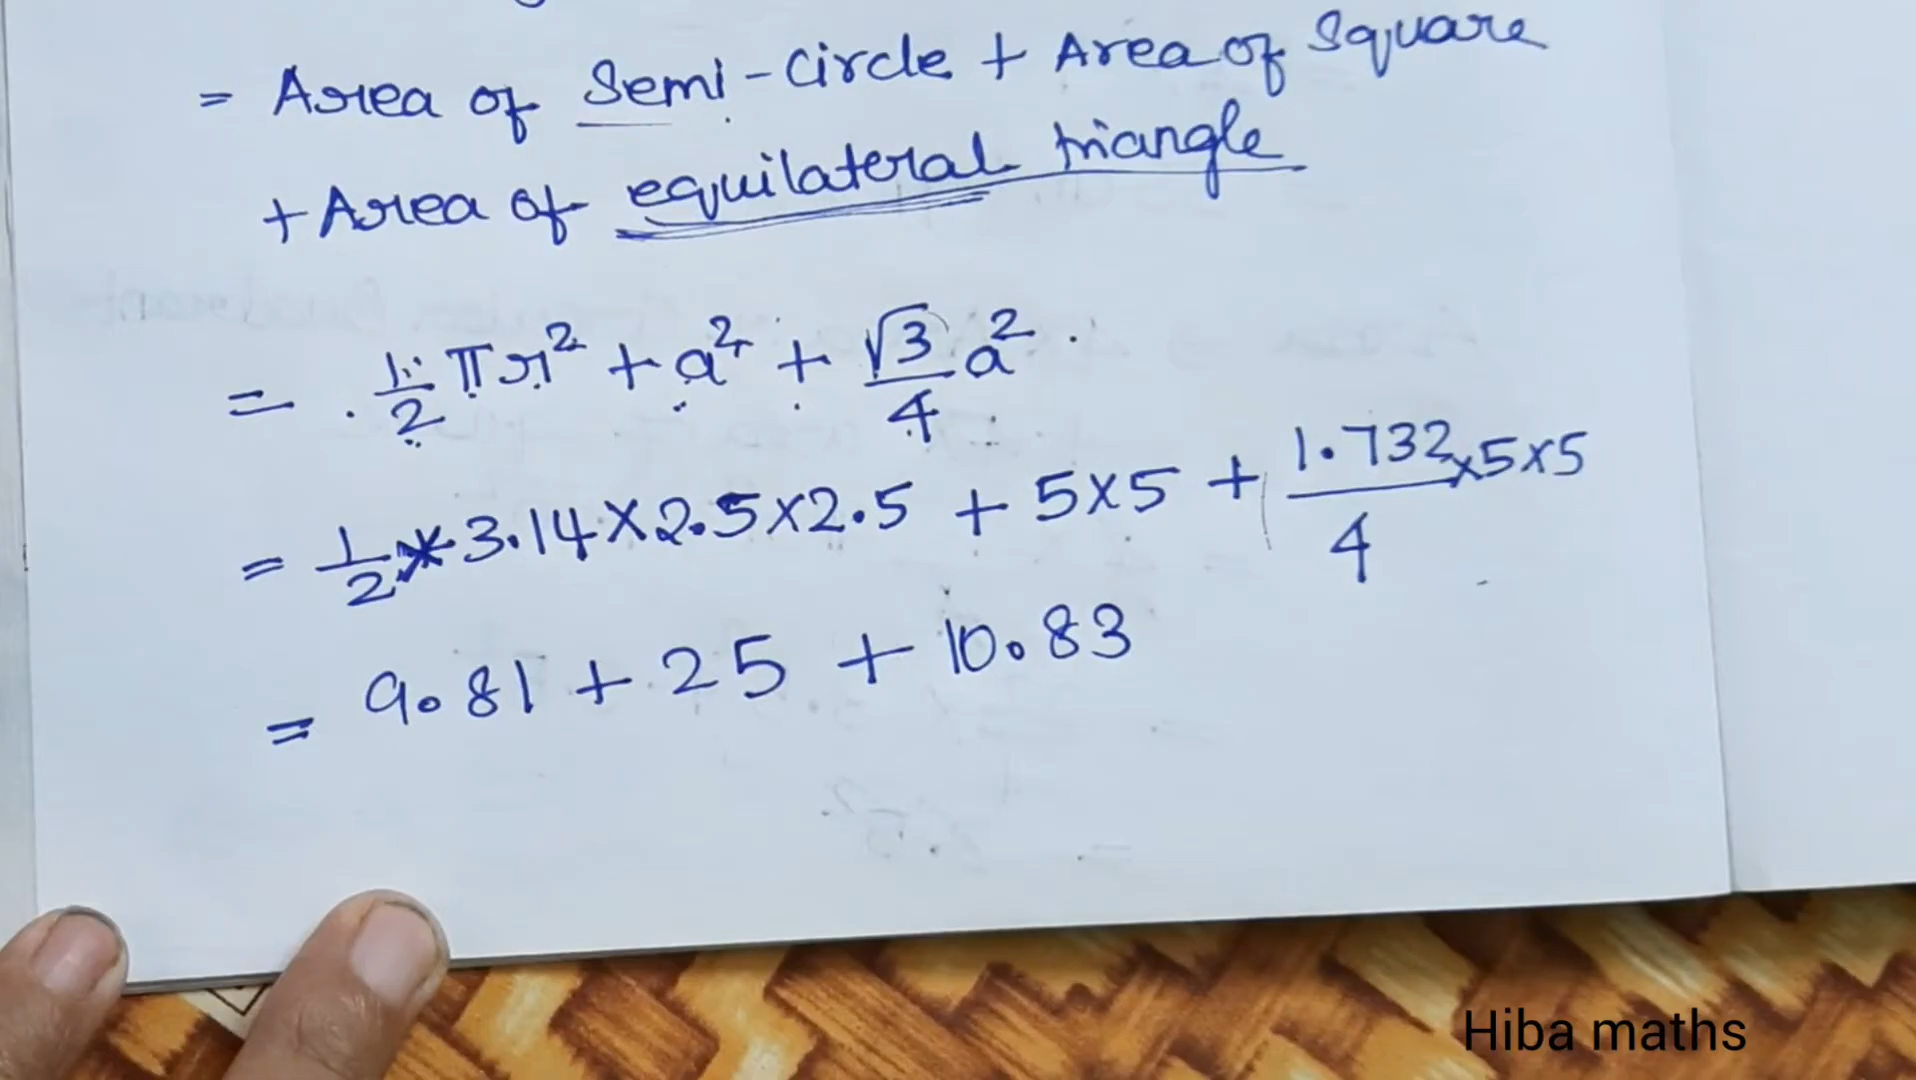 = Area of Semi-Circle + Area of Square
+ Area of equilateral triangle
= 1/2 πr² + a² + √3/4 a²
= 1/2 × 3.14 × 2.5 × 2.5 + 5 × 5 + 1.732/4 × 5 × 5
= 9.81 + 25 + 10.83
Hiba maths